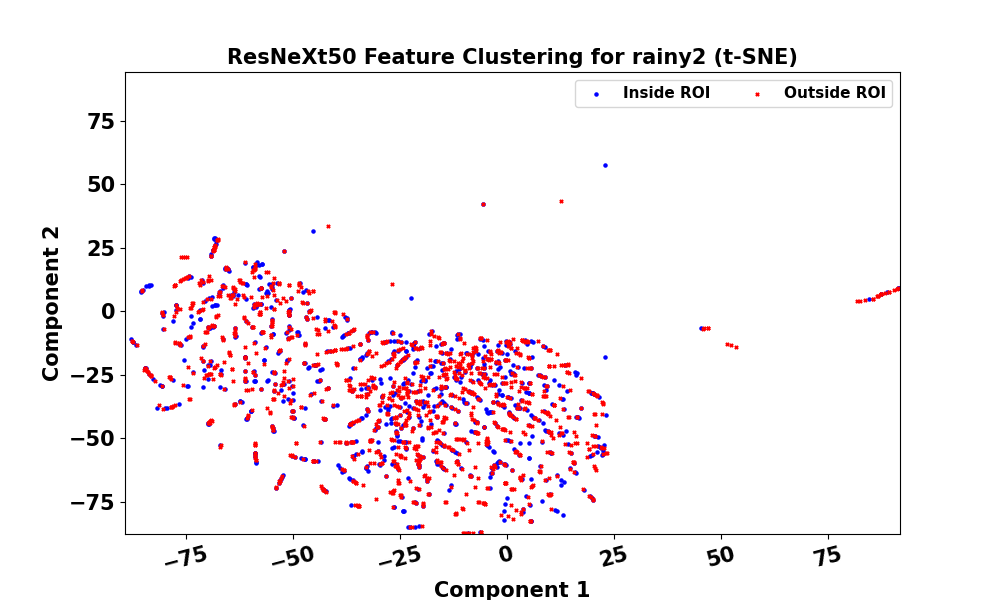 ResNeXt50 Feature Clustering for rainy2 (t-SNE)
Inside ROI
Outside ROI
75
50
25
0
−25
−50
−75
Component 2
−75
−50
−25
0
25
50
75
Component 1